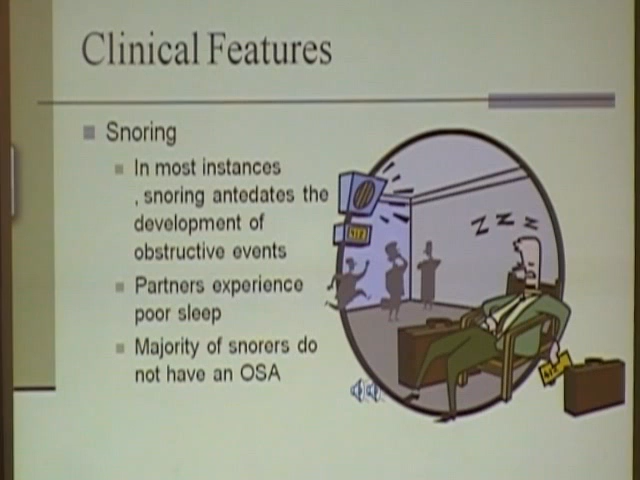 Clinical Features
Snoring
In most instances
, snoring antedates the
development of
obstructive events
Partners experience
poor sleep
Majority of snorers do
not have an OSA
Z Z Z